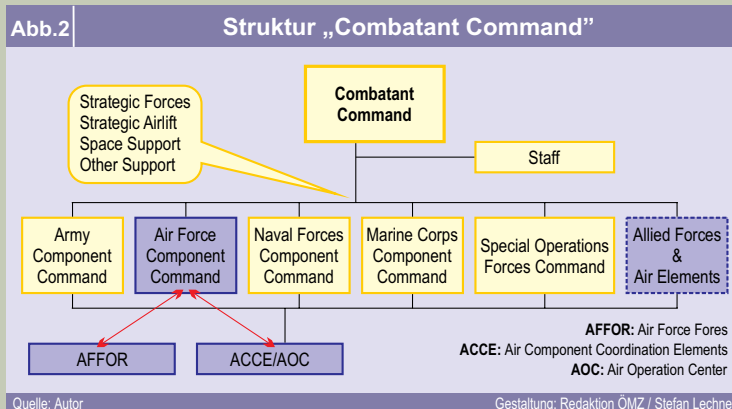 Abb.2
Struktur „Combatant Command”
Strategic Forces
Strategic Airlift
Space Support
Other Support
Combatant
Command
Staff
Army
Component
Command
Air Force
Component
Command
Naval Forces
Component
Command
Marine Corps
Component
Command
Special Operations
Forces Command
Allied Forces
&
Air Elements
AFFOR
ACCE/AOC
AFFOR: Air Force Fores
ACCE: Air Component Coordination Elements
AOC: Air Operation Center
Quelle: Autor
Gestaltung: Redaktion ÖMZ / Stefan Lechne